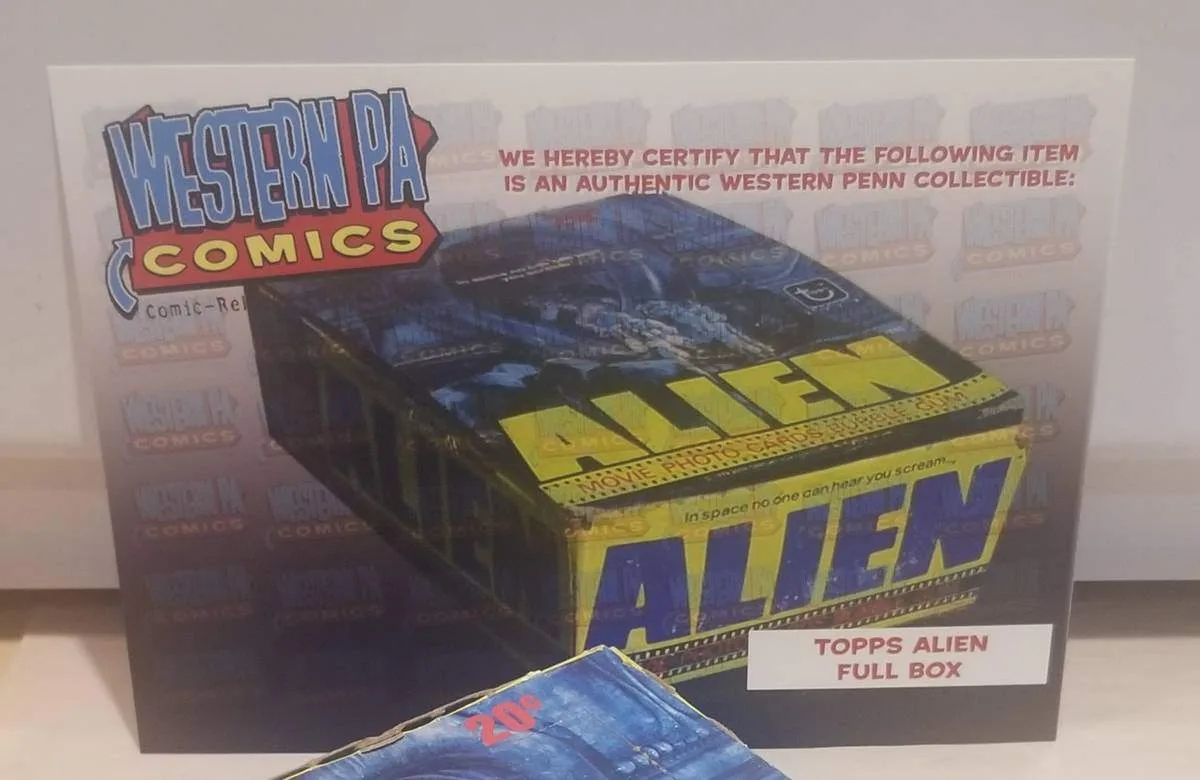 WESTERN PA
COMICS
Comic-Rel
WE HEREBY CERTIFY THAT THE FOLLOWING ITEM
IS AN AUTHENTIC WESTERN PENN COLLECTIBLE:
ALIEN
MOVIE PHOTO CARDS BUBBLE GUM
In space no one can hear you scream...
ALIEN
TOPPS ALIEN
FULL BOX
20¢